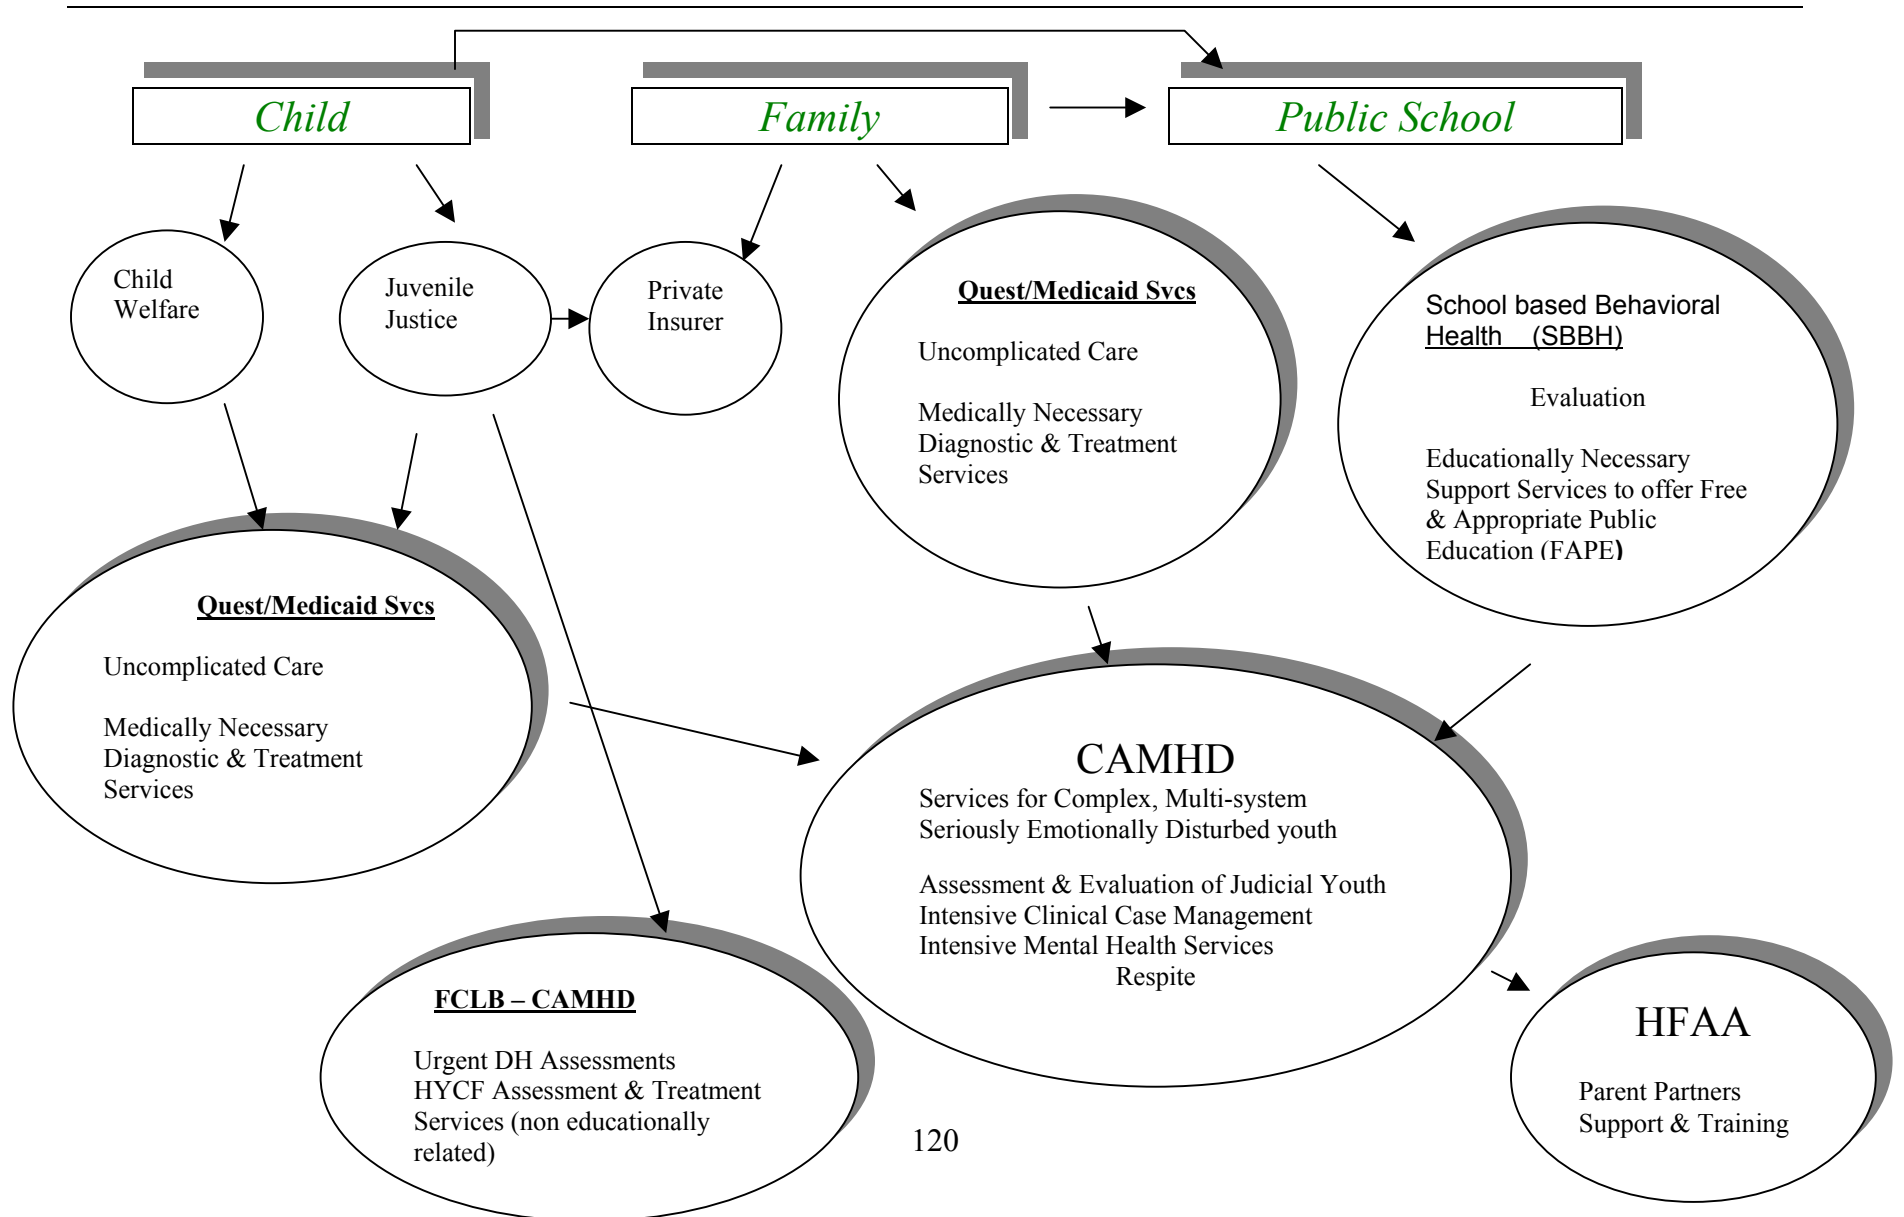 Child
Family
Public School
Child
Welfare
Juvenile
Justice
Private
Insurer
Quest/Medicaid Svcs
Uncomplicated Care
Medically Necessary
Diagnostic & Treatment
Services
School based Behavioral
Health (SBBH)
Evaluation
Educationally Necessary
Support Services to offer Free
& Appropriate Public
Education (FAPE)
Quest/Medicaid Svcs
Uncomplicated Care
Medically Necessary
Diagnostic & Treatment
Services
CAMHD
Services for Complex, Multi-system
Seriously Emotionally Disturbed youth
Assessment & Evaluation of Judicial Youth
Intensive Clinical Case Management
Intensive Mental Health Services
Respite
FCLB – CAMHD
Urgent DH Assessments
HYCF Assessment & Treatment
Services (non educationally
related)
HFAA
Parent Partners
Support & Training
120